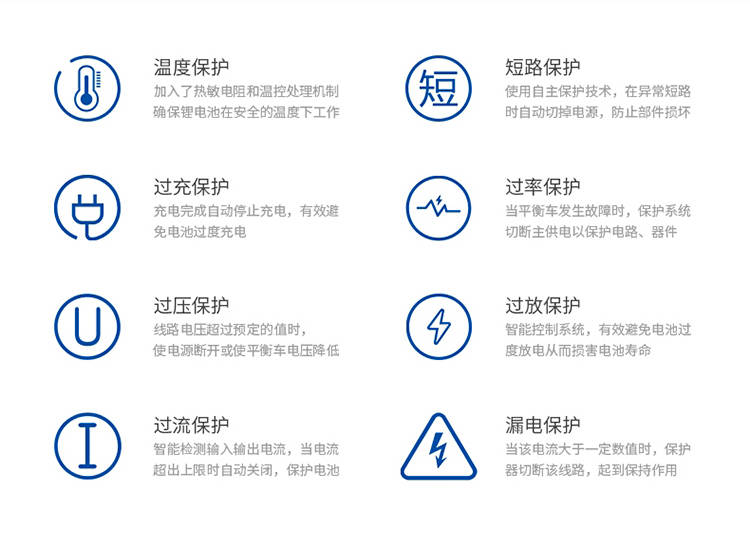 温度保护
加入了热敏电阻和温控处理机制
确保锂电池在安全的温度下工作
短
短路保护
使用自主保护技术，在异常短路
时自动切掉电源，防止部件损坏
过充保护
充电完成自动停止充电，有效避
免电池过度充电
过率保护
当平衡车发生故障时，保护系统
切断主供电以保护电路、器件
U
过压保护
线路电压超过预定的值时，
使电源断开或使平衡车电压降低
过放保护
智能控制系统，有效避免电池过
度放电从而损害电池寿命
I
过流保护
智能检测输入输出电流，当电流
超出上限时自动关闭，保护电池
漏电保护
当该电流大于一定数值时，保护
器切断该线路，起到保持作用